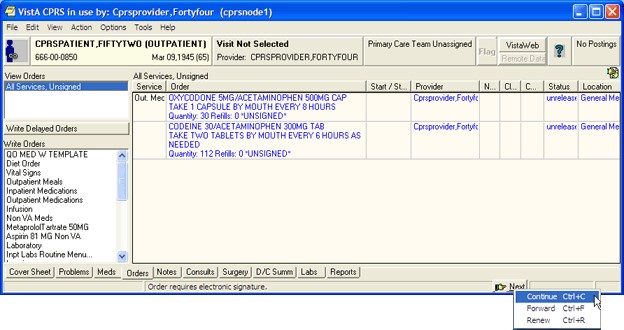 VistA CPRS in use by: Cprsprovider,Fortyfour (cprsnode1)
File Edit View Action Options Tools Help
CPRSPATIENT,FIFTYTWO (OUTPATIENT)
666-00-0850 Mar 09,1945 (65)
Visit Not Selected
Provider: CPRSPROVIDER,FORTYFOUR
Primary Care Team Unassigned
Flag
VistaWeb
Remote Data
?
No Postings
View Orders
All Services, Unsigned
Write Delayed Orders
Write Orders
QO MED W TEMPLATE
Diet Order
Vital Signs
Outpatient Meals
Inpatient Medications
Outpatient Medications
Infusion
Non VA Meds
MetaprololTartrate 50MG
Aspirin 81 MG Non VA
Laboratory
Inpt Labs Routine Menu...
All Services, Unsigned
Service Order Start / St... Provider N... Cl... C... Status Location
Out. Med OXYCODONE 5MG/ACETAMINOPHEN 500MG CAP Cprsprovider,Fortyfo unrelease General Me
TAKE 1 CAPSULE BY MOUTH EVERY 8 HOURS
Quantity: 30 Refills: 0 *UNSIGNED*
CODEINE 30/ACETAMINOPHEN 300MG TAB Cprsprovider,Fortyfo unrelease General Me
TAKE TWO TABLETS BY MOUTH EVERY 6 HOURS AS
NEEDED
Quantity: 112 Refills: 0 *UNSIGNED*
Cover Sheet Problems Meds Orders Notes Consults Surgery D/C Summ Labs Reports
Order requires electronic signature.
Next
Continue Ctrl+C
Forward Ctrl+F
Renew Ctrl+R